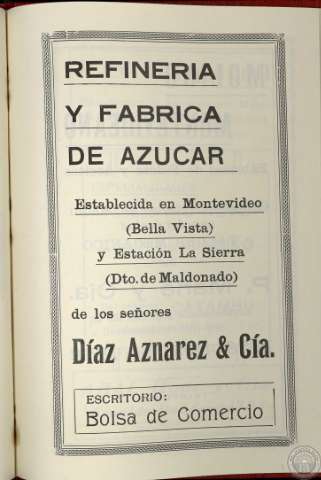 REFINERIA
Y FABRICA
DE AZUCAR
Establecida en Montevideo
(Bella Vista)
y Estación La Sierra
(Dto. de Maldonado)
de los señores
Díaz Aznarez & Cía.
ESCRITORIO:
Bolsa de Comercio